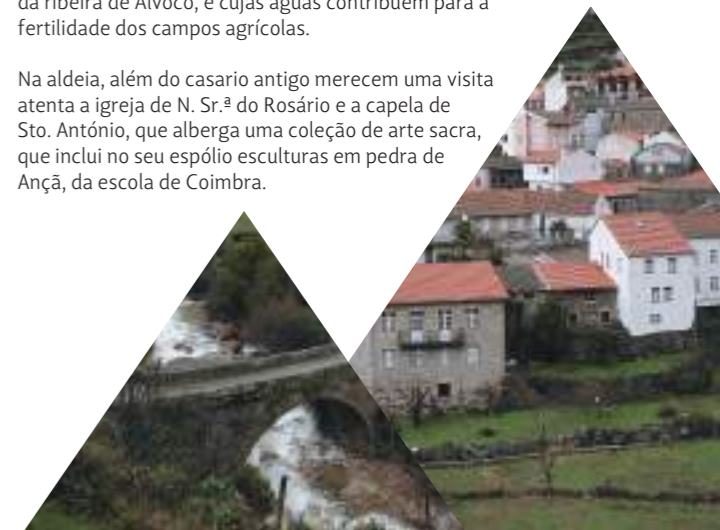 da ribeira de Alvoco, e cujas águas contribuem para a
fertilidade dos campos agrícolas.
Na aldeia, além do casario antigo merecem uma visita
atenta a igreja de N. Sr.ª do Rosário e a capela de
Sto. António, que alberga uma coleção de arte sacra,
que inclui no seu espólio esculturas em pedra de
Ançã, da escola de Coimbra.